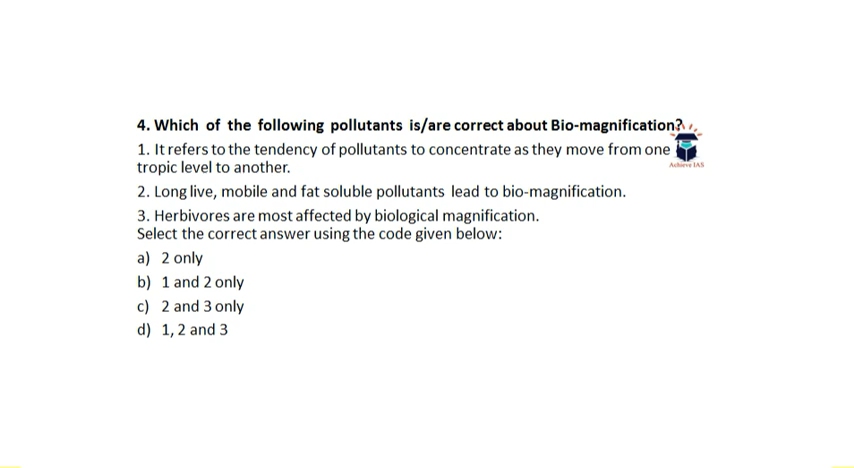 4. Which of the following pollutants is/are correct about Bio-magnification?
1. It refers to the tendency of pollutants to concentrate as they move from one
tropic level to another.
Achieve IAS
2. Long live, mobile and fat soluble pollutants lead to bio-magnification.
3. Herbivores are most affected by biological magnification.
Select the correct answer using the code given below:
a) 2 only
b) 1 and 2 only
c) 2 and 3 only
d) 1, 2 and 3